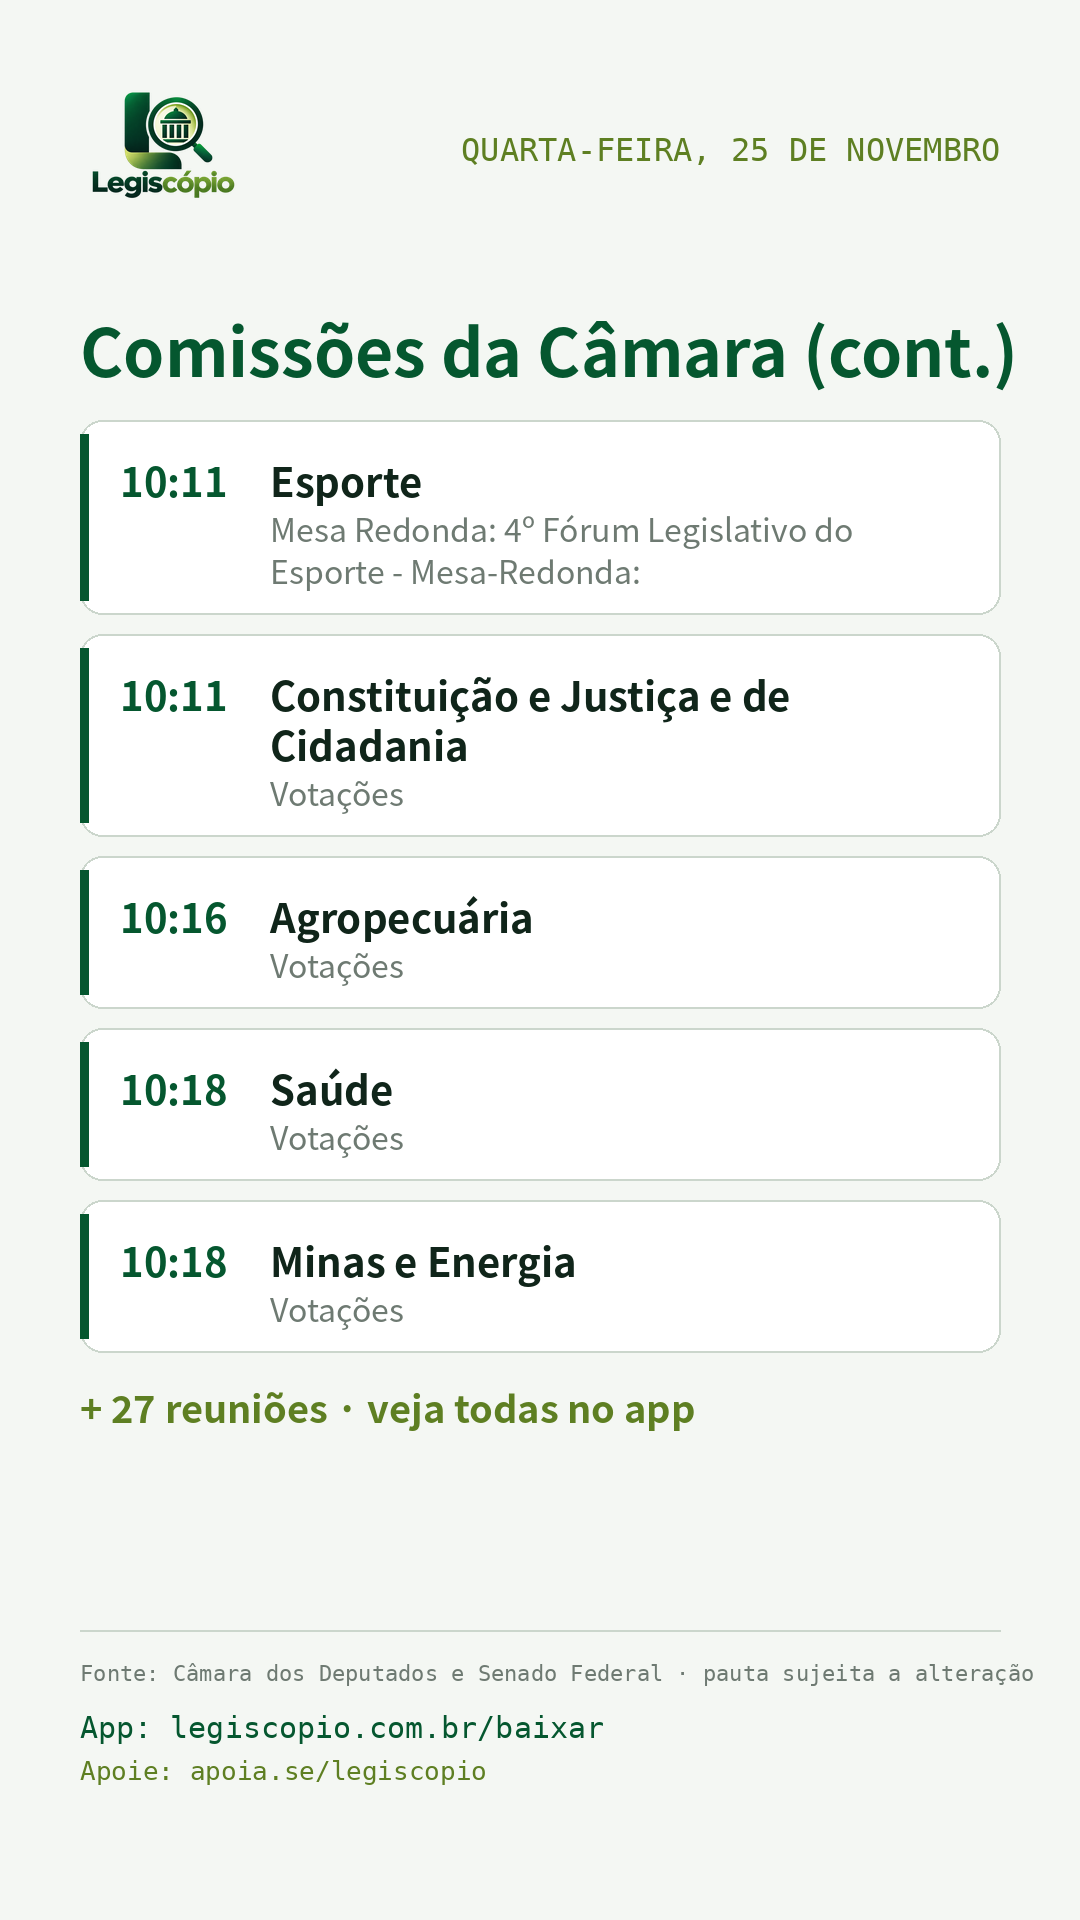 Legiscópio
QUARTA-FEIRA, 25 DE NOVEMBRO
Comissões da Câmara (cont.)
10:11 Esporte
Mesa Redonda: 4º Fórum Legislativo do
Esporte - Mesa-Redonda:
10:11 Constituição e Justiça e de
Cidadania
Votações
10:16 Agropecuária
Votações
10:18 Saúde
Votações
10:18 Minas e Energia
Votações
+ 27 reuniões · veja todas no app
Fonte: Câmara dos Deputados e Senado Federal · pauta sujeita a alteração
App: legiscopio.com.br/baixar
Apoie: apoia.se/legiscopio